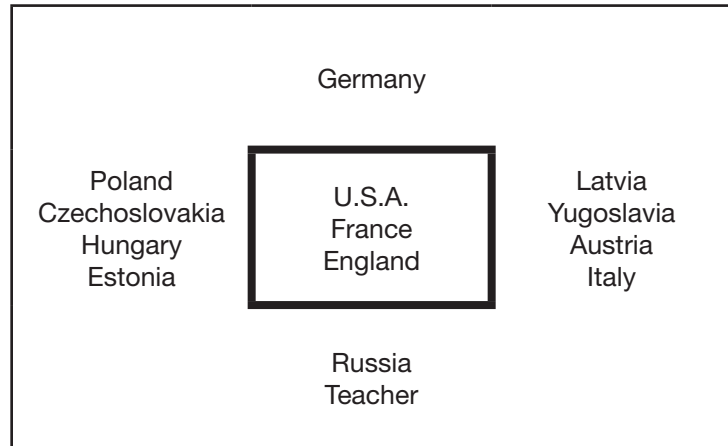 Germany
Poland
Czechoslovakia
Hungary
Estonia
U.S.A.
France
England
Latvia
Yugoslavia
Austria
Italy
Russia
Teacher